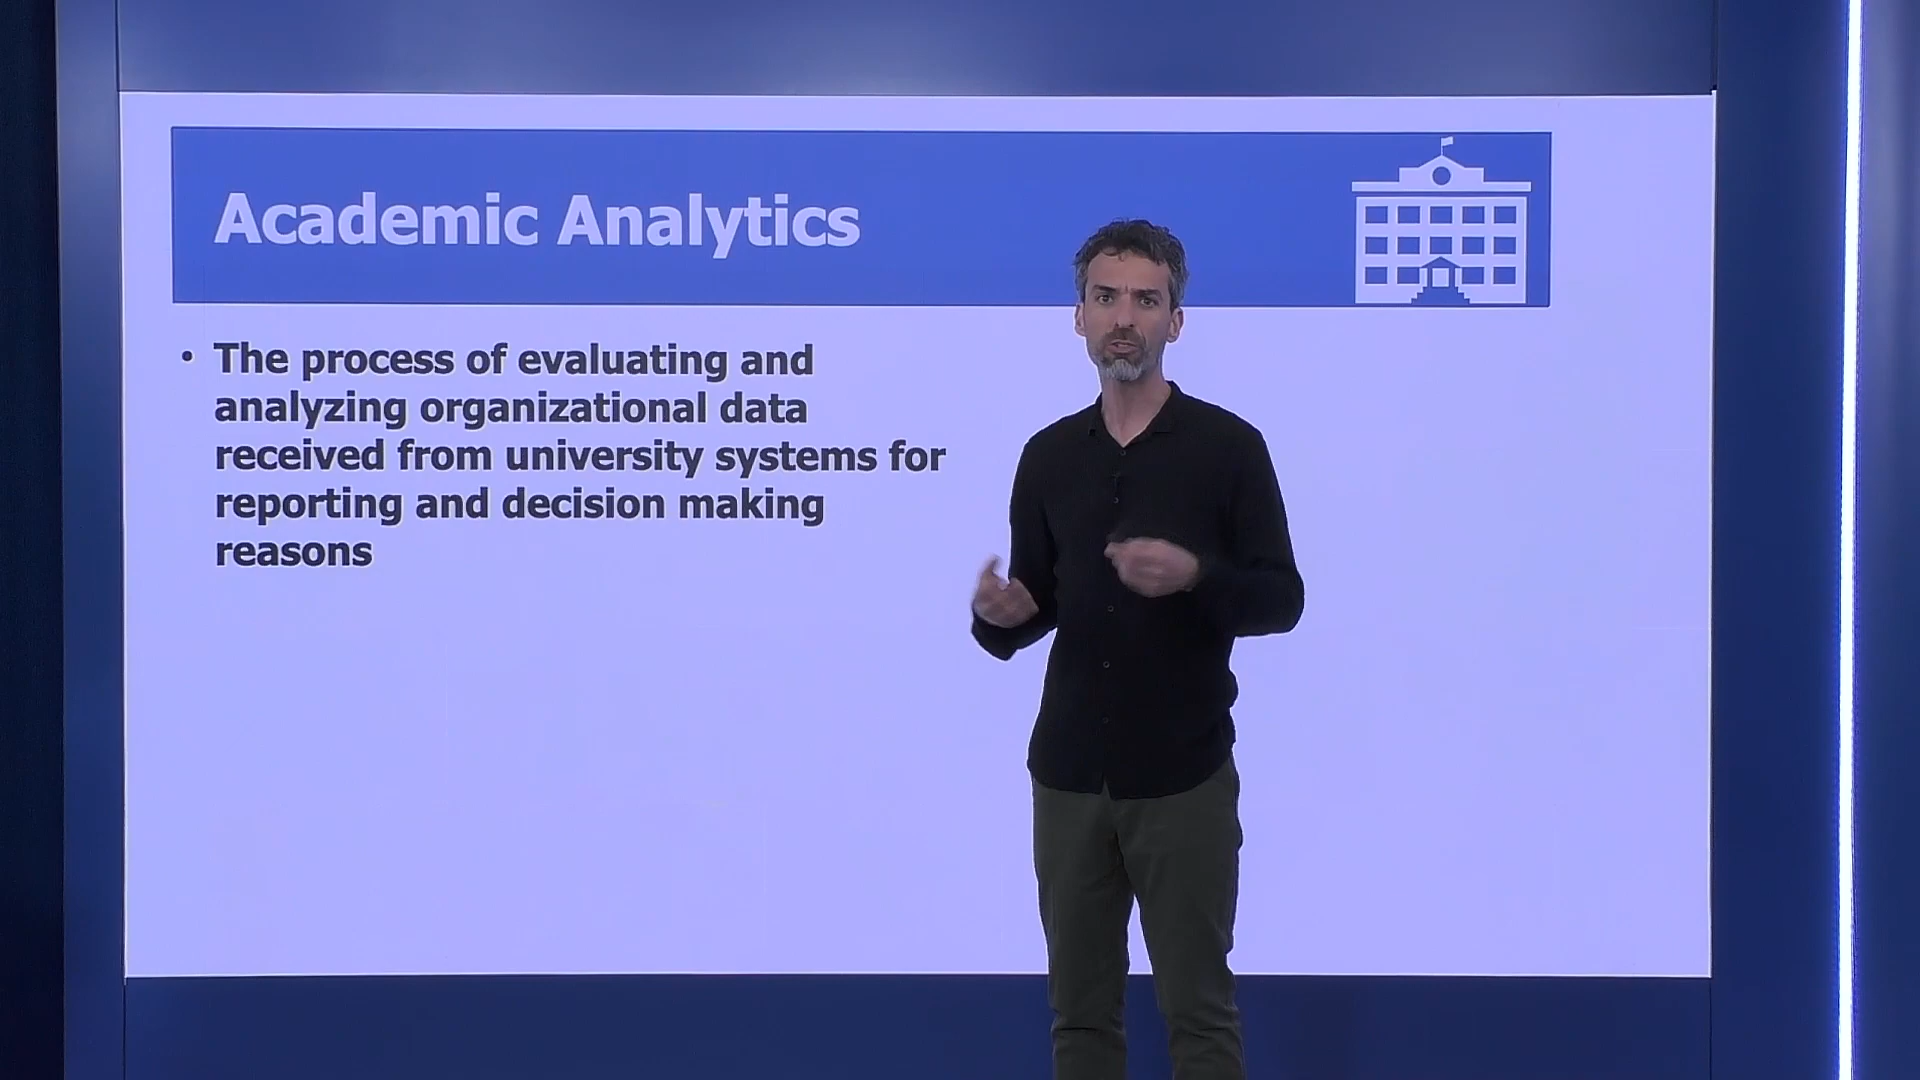 Academic Analytics
• The process of evaluating and
analyzing organizational data
received from university systems for
reporting and decision making
reasons